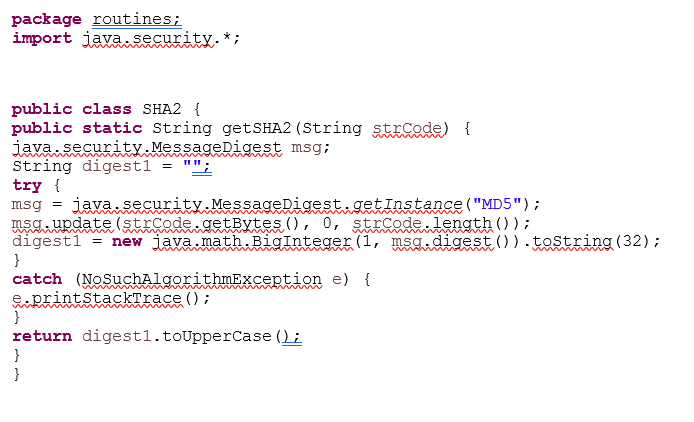 package routines;
import java.security.*;
public class SHA2 {
public static String getSHA2(String strCode) {
java.security.MessageDigest msg;
String digest1 = "";
try {
msg = java.security.MessageDigest.getInstance("MD5");
msg.update(strCode.getBytes(), 0, strCode.length());
digest1 = new java.math.BigInteger(1, msg.digest()).toString(32);
}
catch (NoSuchAlgorithmException e) {
e.printStackTrace();
}
return digest1.toUpperCase();
}
}